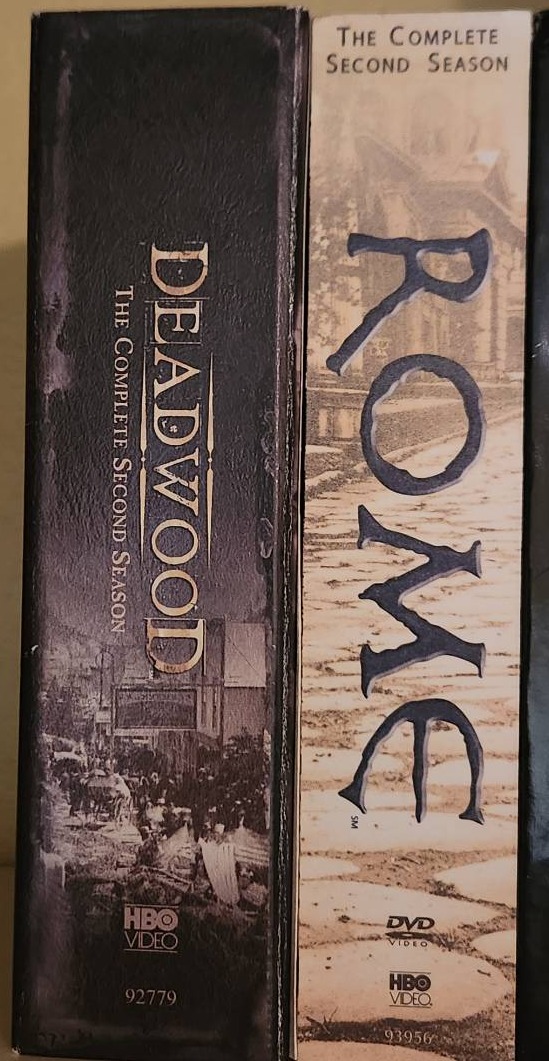 DEADWOOD
THE COMPLETE SECOND SEASON
HBO
VIDEO
92779
THE COMPLETE
SECOND SEASON
ROME
SM
DVD
VIDEO
HBO
VIDEO
93956